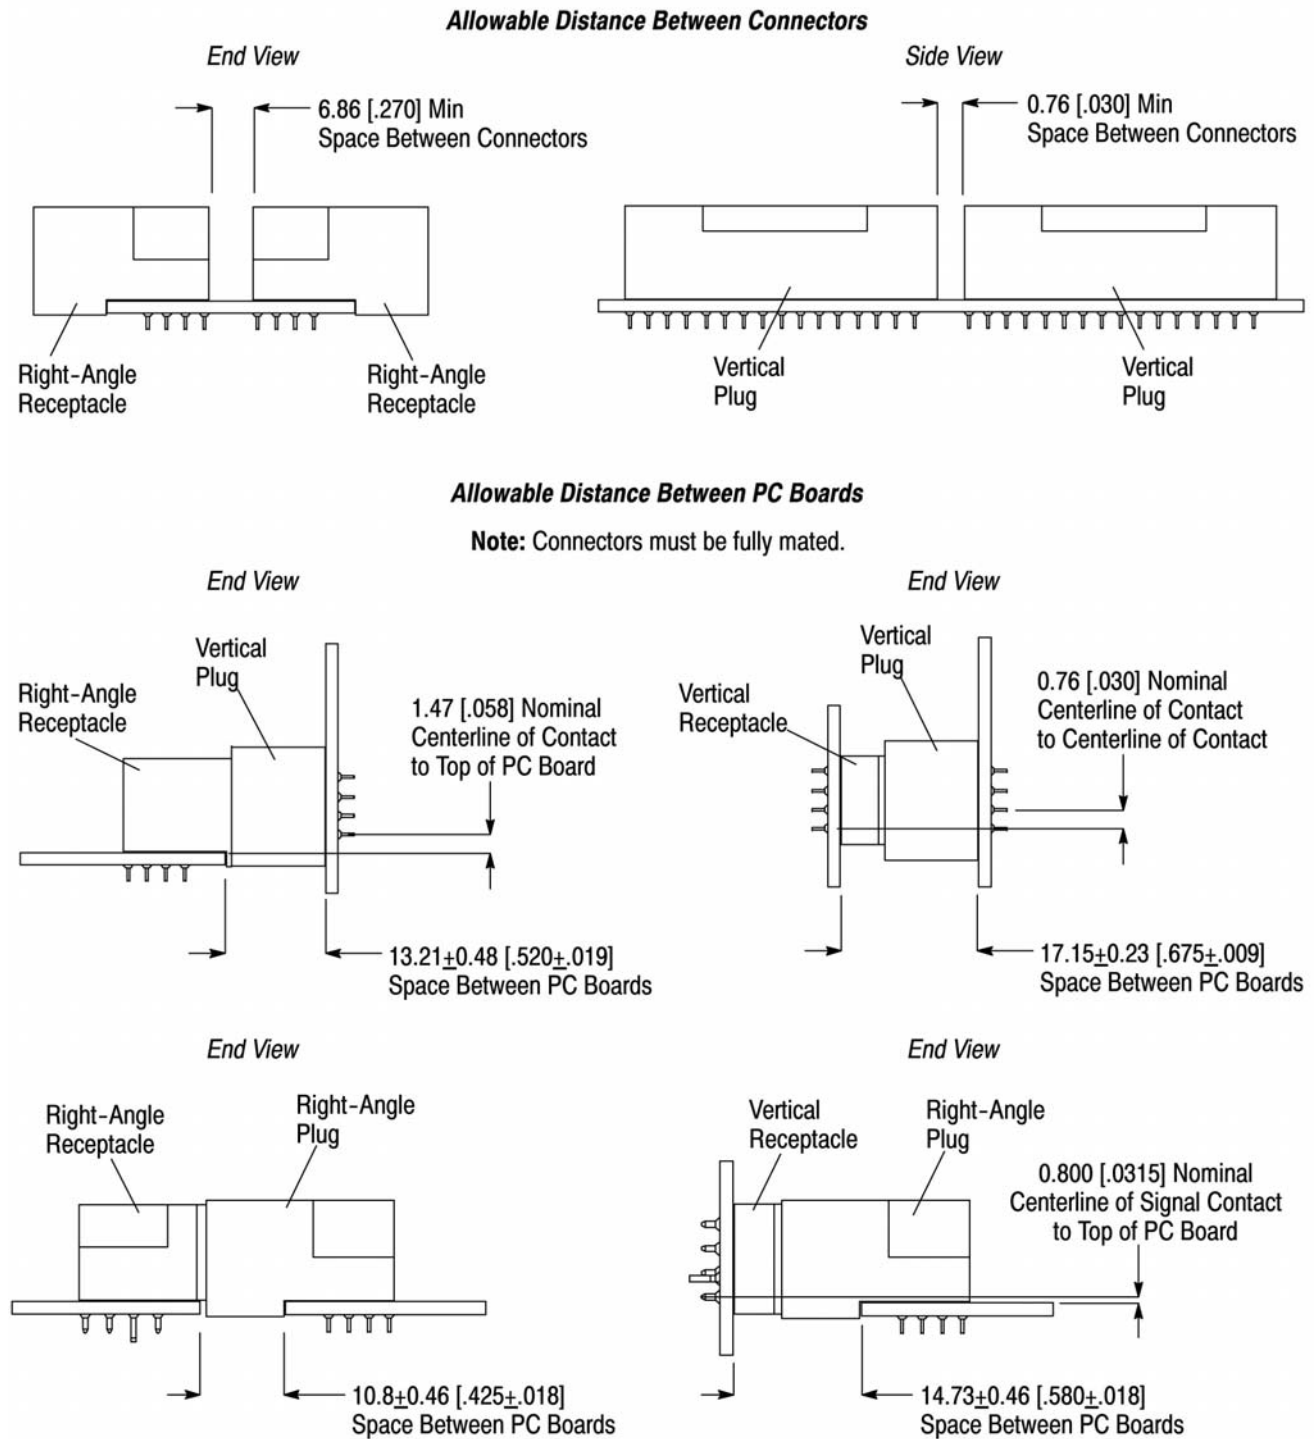 Allowable Distance Between Connectors
End View
6.86 [.270] Min
Space Between Connectors
Right-Angle
Receptacle
Right-Angle
Receptacle
Side View
0.76 [.030] Min
Space Between Connectors
Vertical
Plug
Vertical
Plug
Allowable Distance Between PC Boards
Note: Connectors must be fully mated.
End View
Vertical
Plug
Right-Angle
Receptacle
1.47 [.058] Nominal
Centerline of Contact
to Top of PC Board
13.21±0.48 [.520±.019]
Space Between PC Boards
End View
Vertical
Plug
Vertical
Receptacle
0.76 [.030] Nominal
Centerline of Contact
to Centerline of Contact
17.15±0.23 [.675±.009]
Space Between PC Boards
End View
Right-Angle
Receptacle
Right-Angle
Plug
10.8±0.46 [.425±.018]
Space Between PC Boards
End View
Vertical
Receptacle
Right-Angle
Plug
0.800 [.0315] Nominal
Centerline of Signal Contact
to Top of PC Board
14.73±0.46 [.580±.018]
Space Between PC Boards